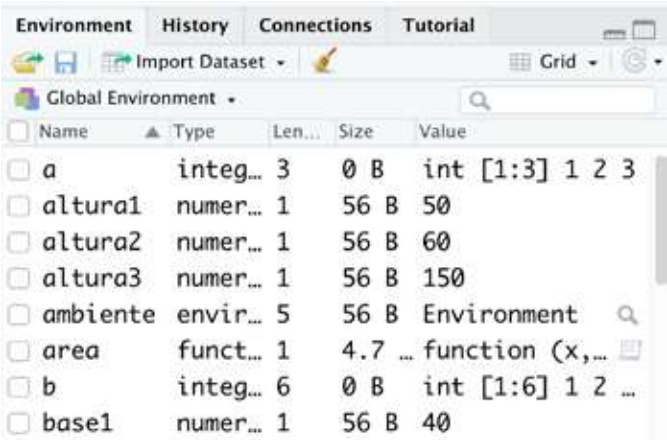 Environment History Connections Tutorial
Import Dataset Grid
Global Environment
Name Type Len... Size Value
a integ... 3 0 B int [1:3] 1 2 3
altura1 numer... 1 56 B 50
altura2 numer... 1 56 B 60
altura3 numer... 1 56 B 150
ambiente envir... 5 56 B Environment
area funct... 1 4.7 ... function (x,...
b integ... 6 0 B int [1:6] 1 2 ...
base1 numer... 1 56 B 40